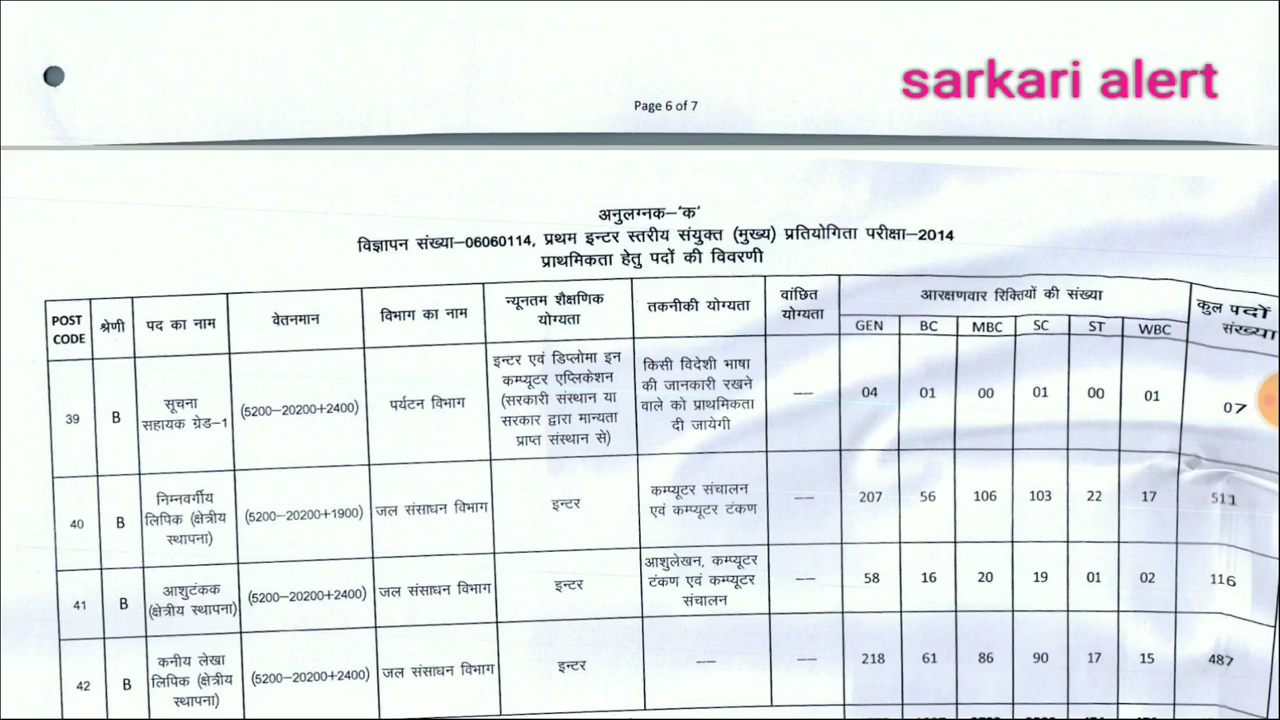 sarkari alert
Page 6 of 7
अनुलग्नक–'क'
विज्ञापन संख्या–06060114, प्रथम इन्टर स्तरीय संयुक्त (मुख्य) प्रतियोगिता परीक्षा–2014
प्राथमिकता हेतु पदों की विवरणी
POST CODE श्रेणी पद का नाम वेतनमान विभाग का नाम न्यूनतम शैक्षणिक योग्यता तकनीकी योग्यता वांछित योग्यता आरक्षणवार रिक्तियों की संख्या कुल पदों संख्या
GEN BC MBC SC ST WBC
39 B सूचना सहायक ग्रेड–1 (5200–20200+2400) पर्यटन विभाग इन्टर एवं डिप्लोमा इन कम्प्यूटर एप्लिकेशन (सरकारी संस्थान या सरकार द्वारा मान्यता प्राप्त संस्थान से) किसी विदेशी भाषा की जानकारी रखने वाले को प्राथमिकता दी जायेगी –– 04 01 00 01 00 01 07
40 B निम्नवर्गीय लिपिक (क्षेत्रीय स्थापना) (5200–20200+1900) जल संसाधन विभाग इन्टर कम्प्यूटर संचालन एवं कम्प्यूटर टंकण –– 207 56 106 103 22 17 511
41 B आशुटंकक (क्षेत्रीय स्थापना) (5200–20200+2400) जल संसाधन विभाग इन्टर आशुलेखन, कम्प्यूटर टंकण एवं कम्प्यूटर संचालन –– 58 16 20 19 01 02 116
42 B कनीय लेखा लिपिक (क्षेत्रीय स्थापना) (5200–20200+2400) जल संसाधन विभाग इन्टर –– –– 218 61 86 90 17 15 487